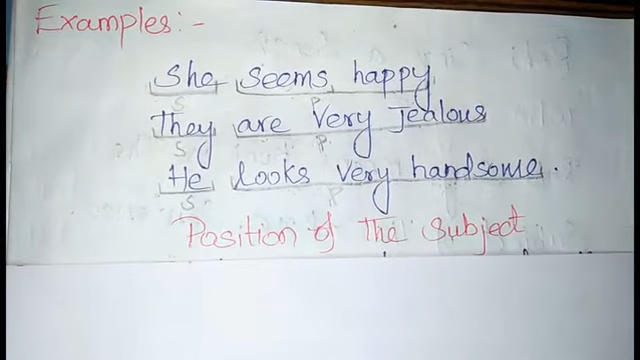 Examples:-
She seems happy
S P
They are very Jealous
S P.
He looks very handsome.
S P
Position of The Subject